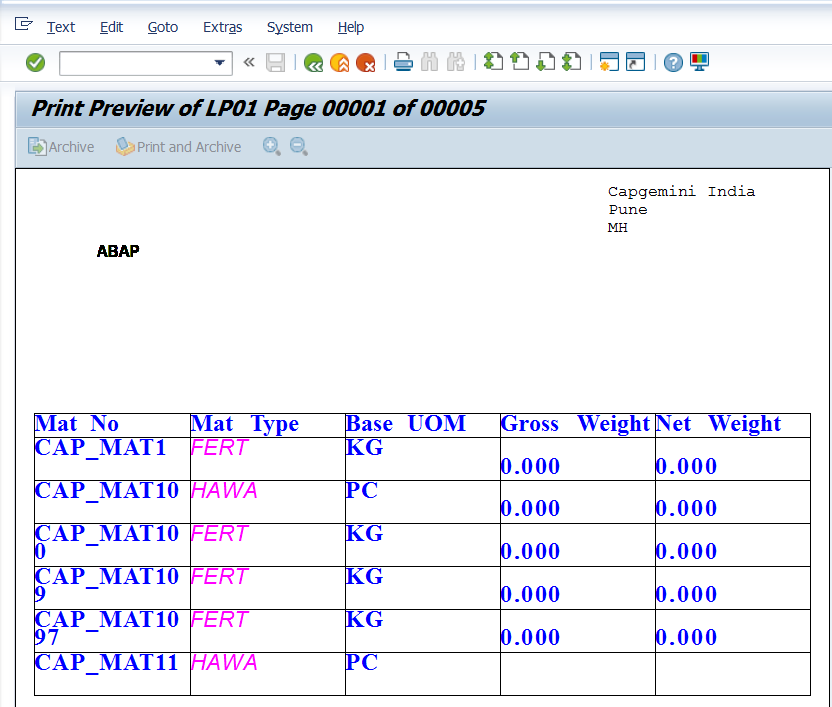 Text Edit Goto Extras System Help
Print Preview of LP01 Page 00001 of 00005
Archive Print and Archive
Capgemini India
Pune
MH
ABAP
Mat No Mat Type Base UOM Gross Weight Net Weight
CAP_MAT1 FERT KG
0.000 0.000
CAP_MAT10 HAWA PC
0.000 0.000
CAP_MAT10 FERT KG
0 0.000 0.000
CAP_MAT10 FERT KG
9 0.000 0.000
CAP_MAT10 FERT KG
97 0.000 0.000
CAP_MAT11 HAWA PC